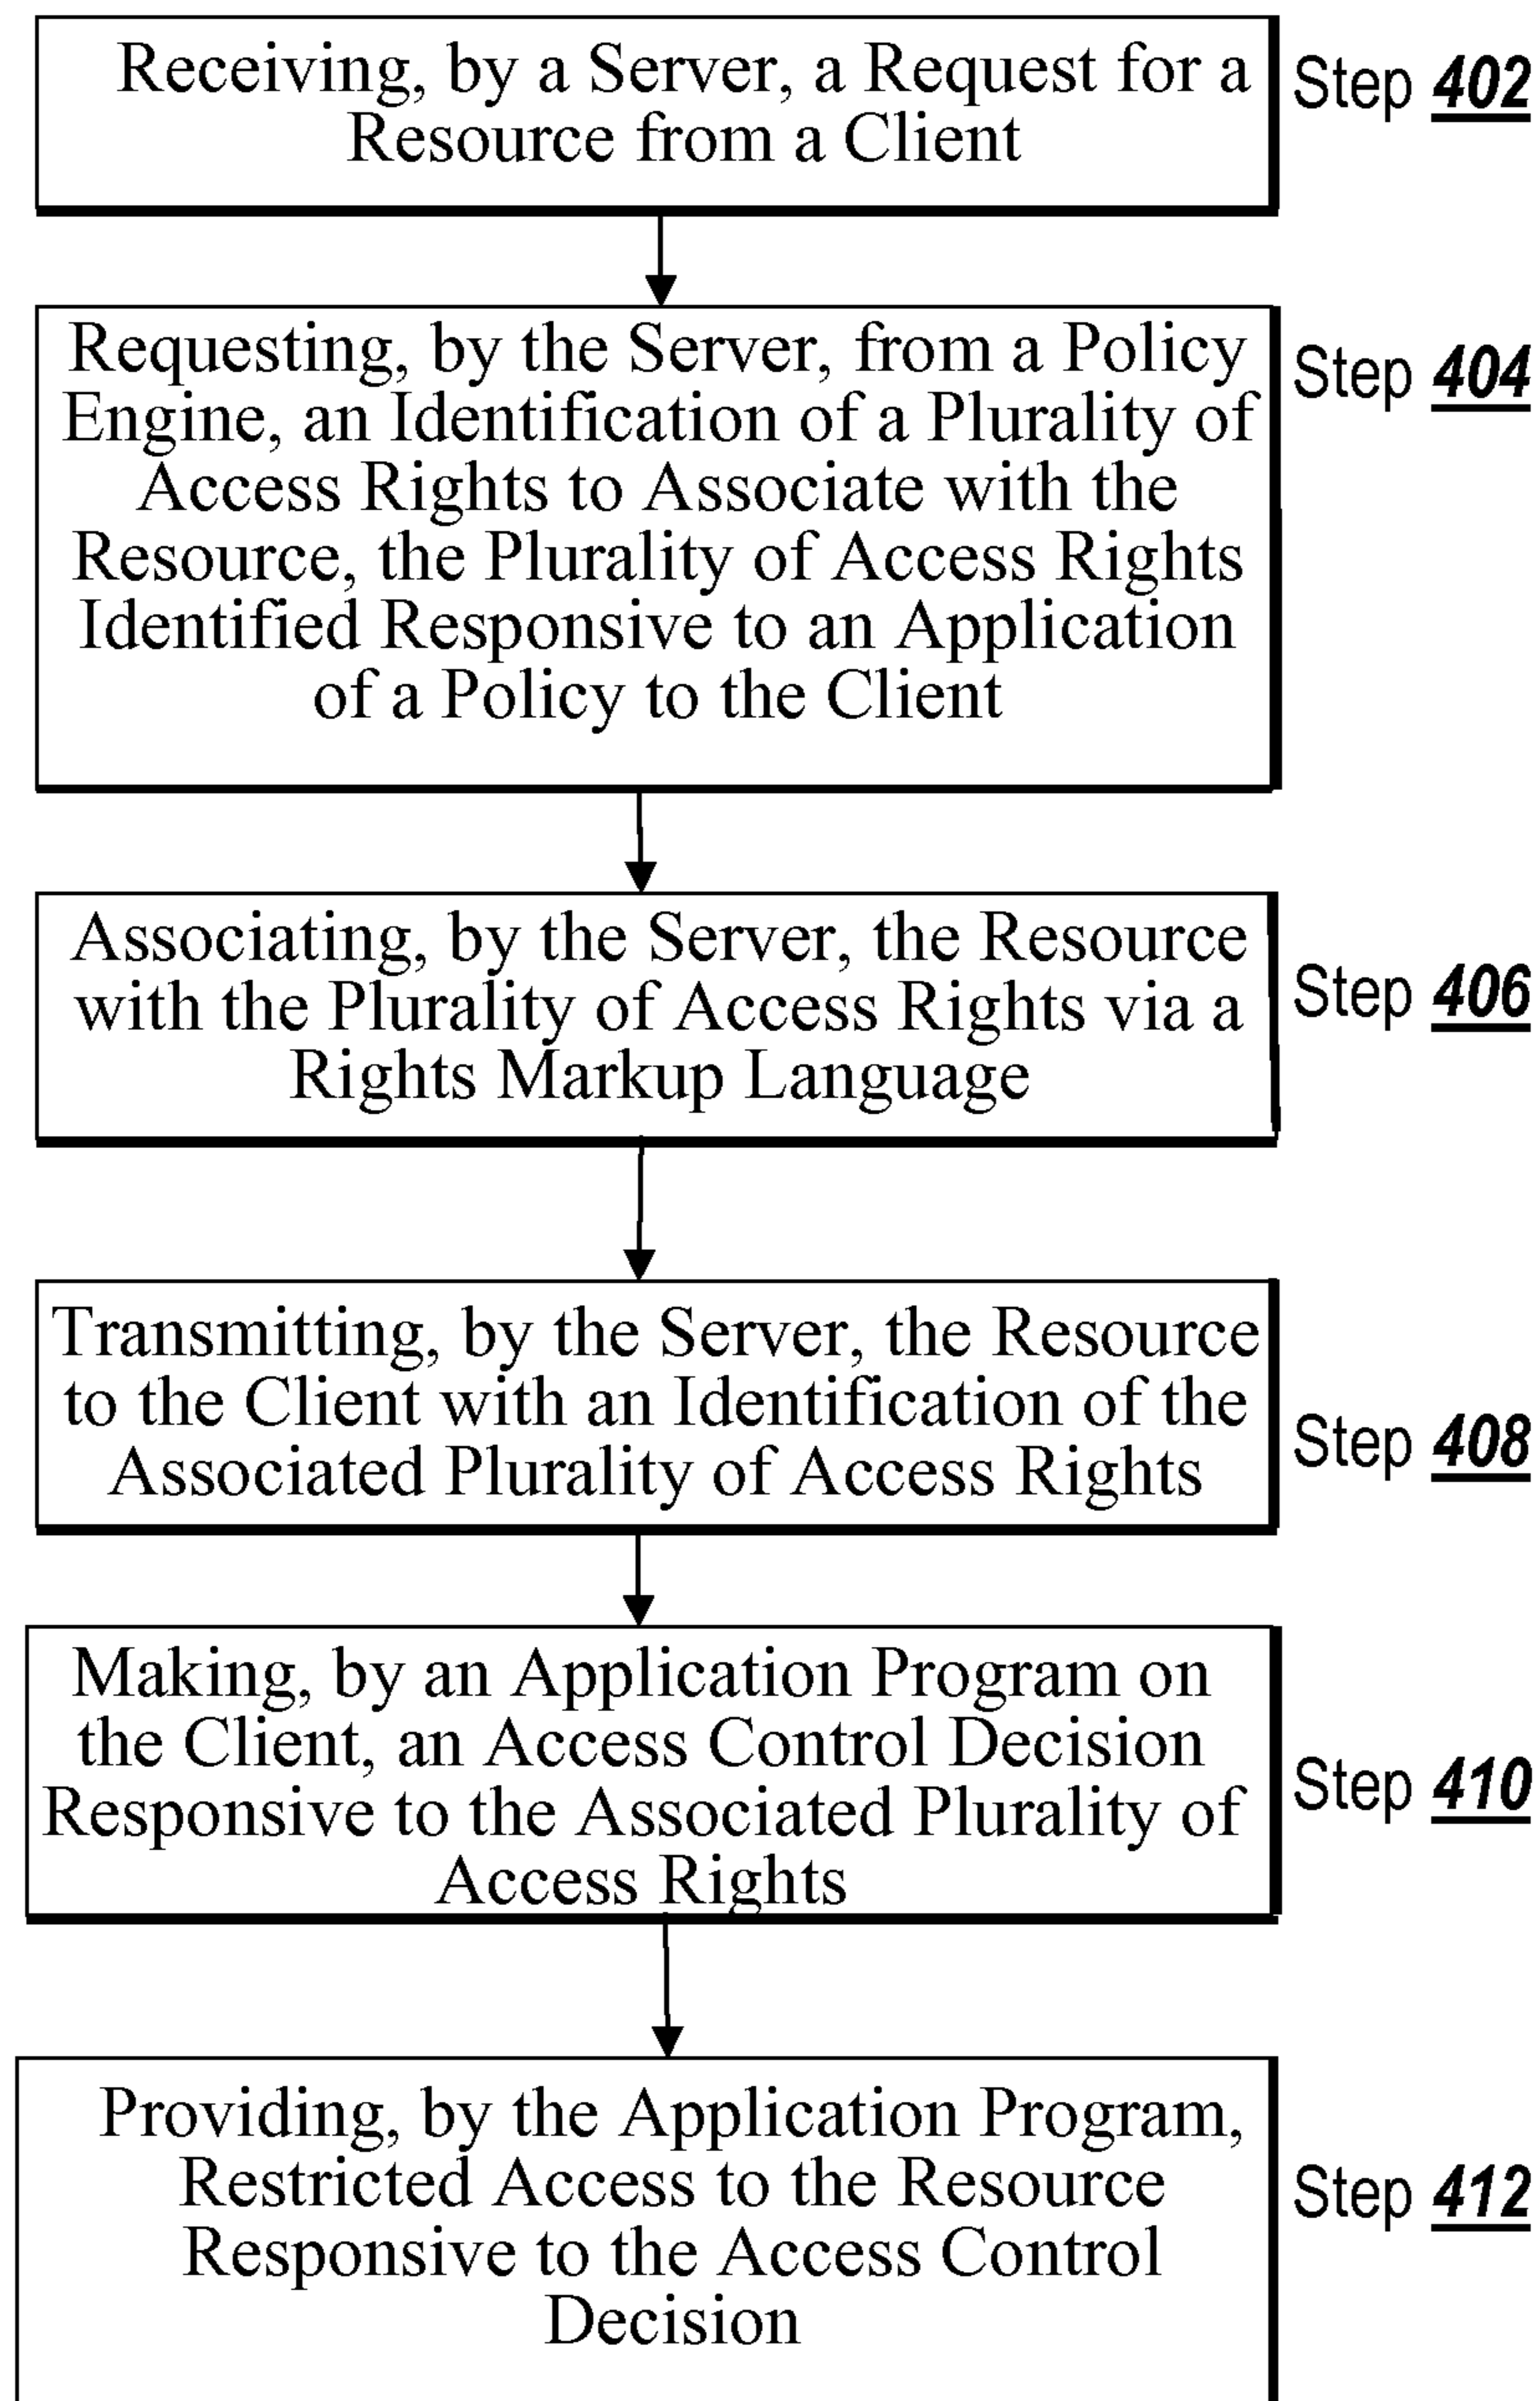 Receiving, by a Server, a Request for a
Resource from a Client
Step 402
Requesting, by the Server, from a Policy
Engine, an Identification of a Plurality of
Access Rights to Associate with the
Resource, the Plurality of Access Rights
Identified Responsive to an Application
of a Policy to the Client
Step 404
Associating, by the Server, the Resource
with the Plurality of Access Rights via a
Rights Markup Language
Step 406
Transmitting, by the Server, the Resource
to the Client with an Identification of the
Associated Plurality of Access Rights
Step 408
Making, by an Application Program on
the Client, an Access Control Decision
Responsive to the Associated Plurality of
Access Rights
Step 410
Providing, by the Application Program,
Restricted Access to the Resource
Responsive to the Access Control
Decision
Step 412